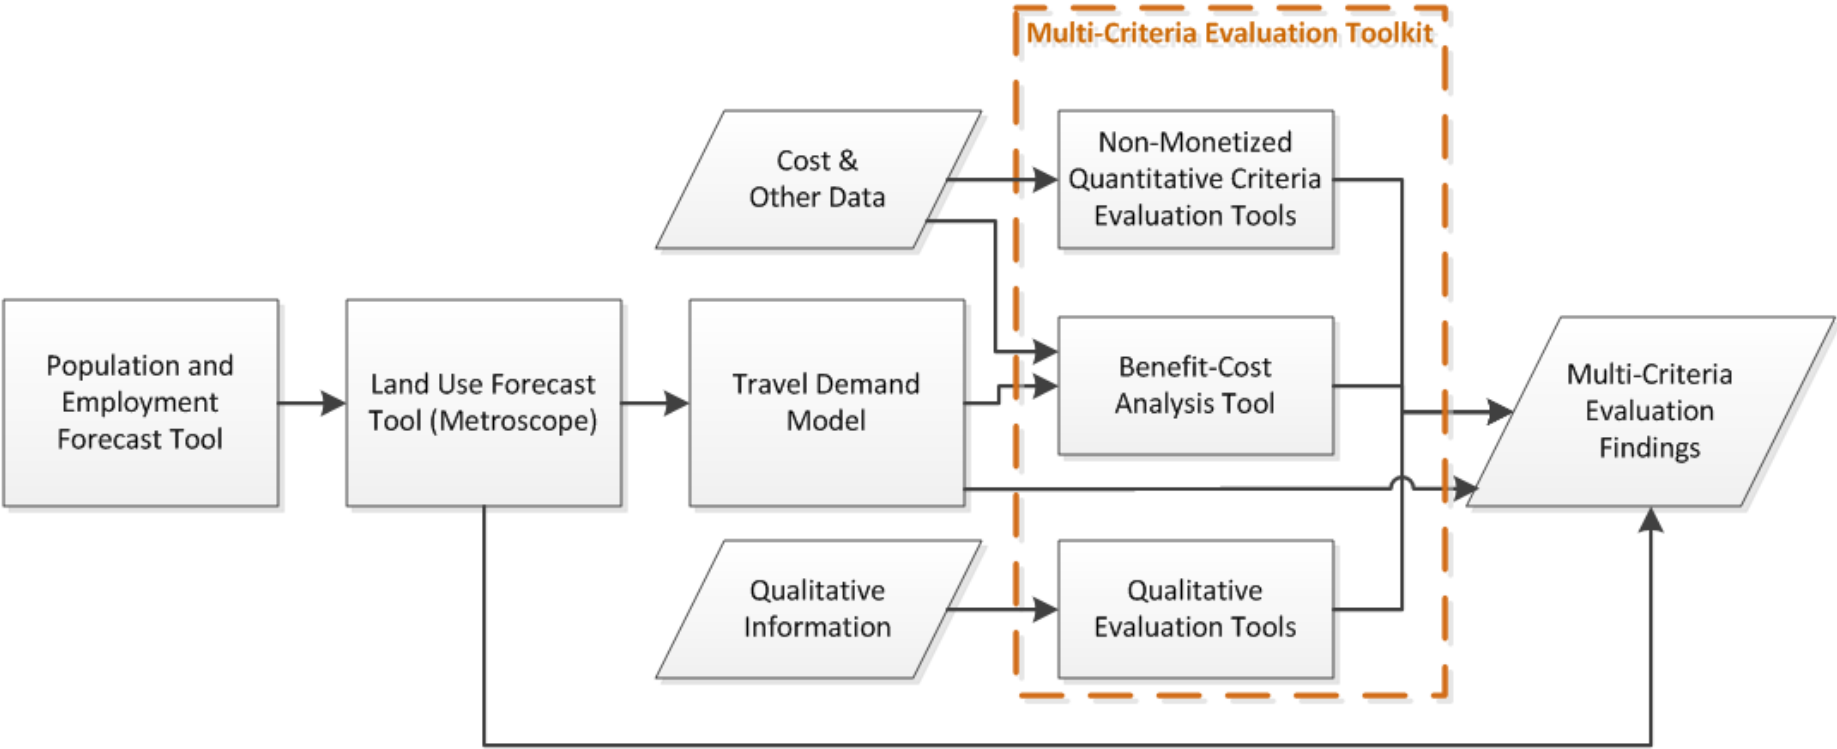 Multi-Criteria Evaluation Toolkit
Cost &
Other Data
Non-Monetized
Quantitative Criteria
Evaluation Tools
Population and
Employment
Forecast Tool
Land Use Forecast
Tool (Metroscope)
Travel Demand
Model
Benefit-Cost
Analysis Tool
Multi-Criteria
Evaluation
Findings
Qualitative
Information
Qualitative
Evaluation Tools